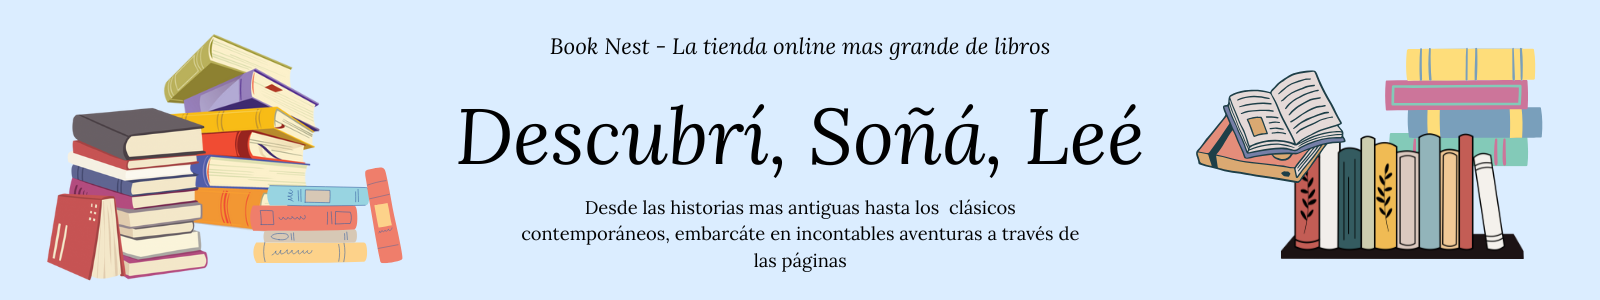 Book Nest - La tienda online mas grande de libros
Descubrí, Soñá, Leé
Desde las historias mas antiguas hasta los  clásicos
contemporáneos, embarcáte en incontables aventuras a través de
las páginas